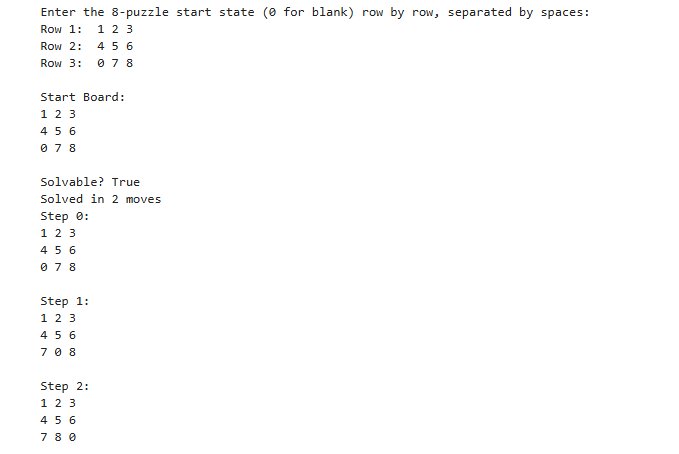 Enter the 8-puzzle start state (0 for blank) row by row, separated by spaces:
Row 1:  1 2 3
Row 2:  4 5 6
Row 3:  0 7 8

Start Board:
1 2 3
4 5 6
0 7 8

Solvable? True
Solved in 2 moves
Step 0:
1 2 3
4 5 6
0 7 8

Step 1:
1 2 3
4 5 6
7 0 8

Step 2:
1 2 3
4 5 6
7 8 0